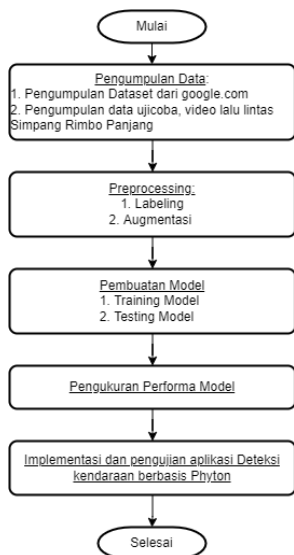 Mulai
Pengumpulan Data:
1. Pengumpulan Dataset dari google.com
2. Pengumpulan data ujicoba, video lalu lintas
Simpang Rimbo Panjang
Preprocessing:
1. Labeling
2. Augmentasi
Pembuatan Model
1. Training Model
2. Testing Model
Pengukuran Performa Model
Implementasi dan pengujian aplikasi Deteksi
kendaraan berbasis Phyton
Selesai